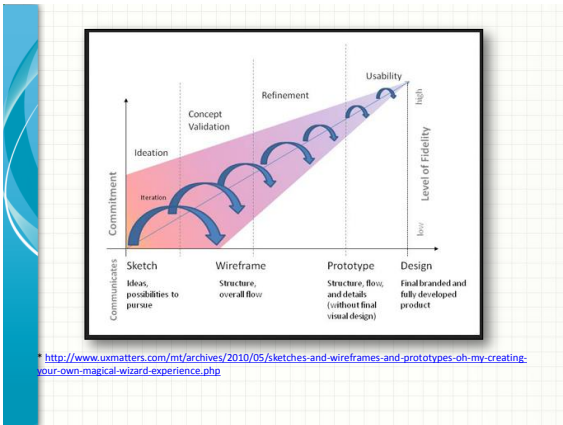 Usability
Refinement
Concept
Validation
Ideation
Iteration
Commitment
high
Level of Fidelity
low
Communicates
Sketch
Wireframe
Prototype
Design
Ideas,
possibilities to
pursue
Structure,
overall flow
Structure, flow,
and details
(without final
visual design)
Final branded and
fully developed
product
* http://www.uxmatters.com/mt/archives/2010/05/sketches-and-wireframes-and-prototypes-oh-my-creating-
your-own-magical-wizard-experience.php